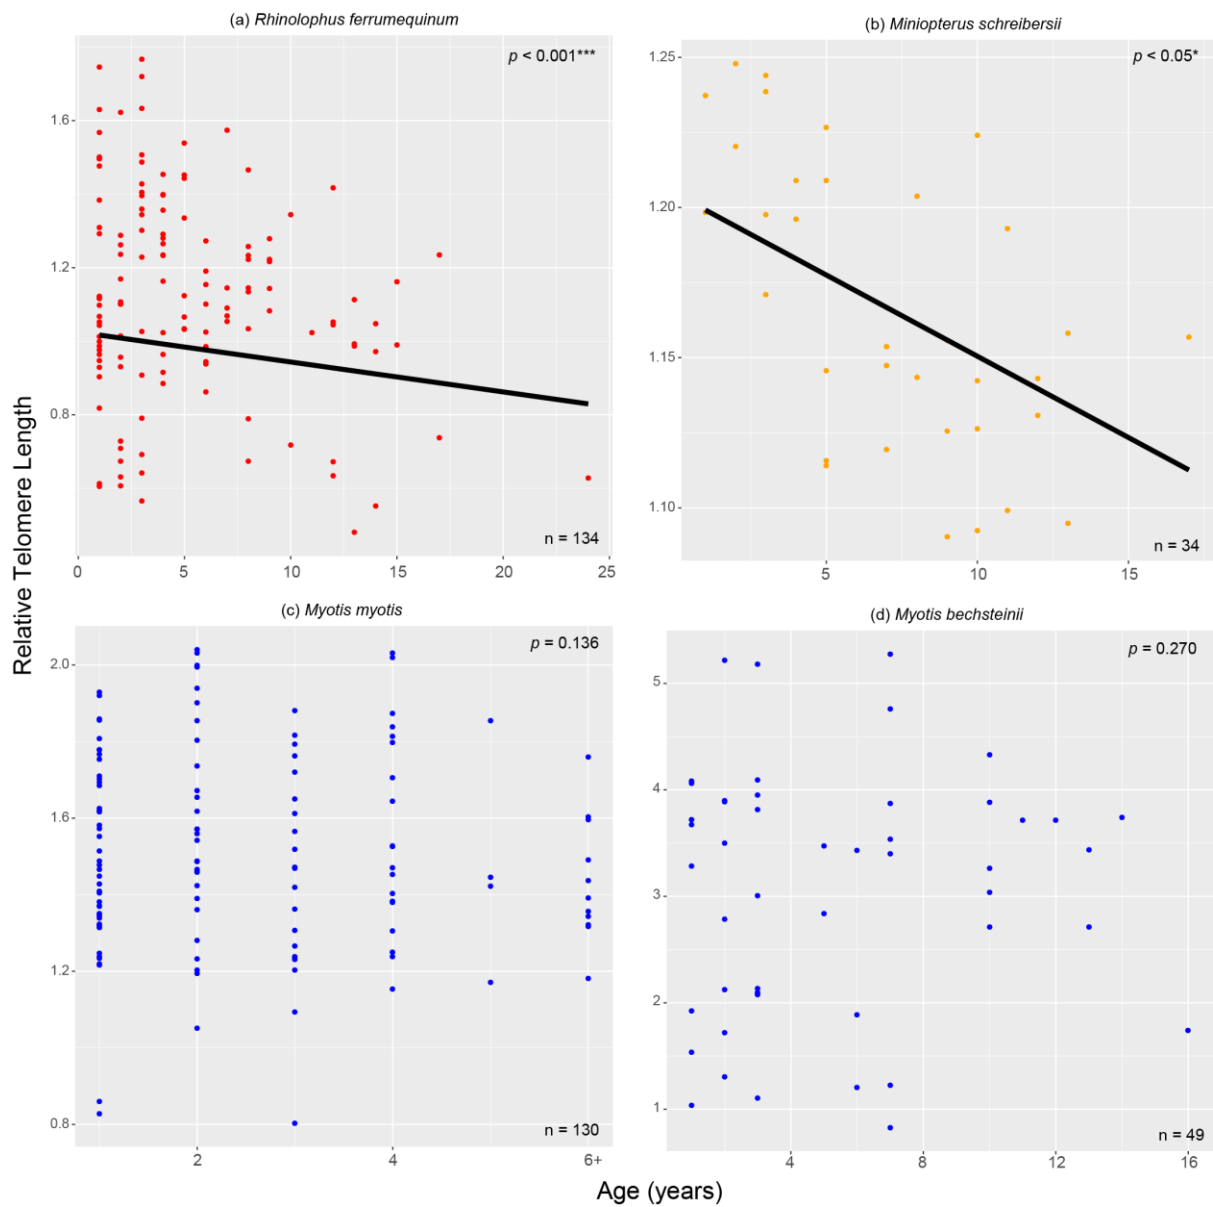 (a) Rhinolophus ferrumequinum
(b) Miniopterus schreibersii
p < 0.001***
p < 0.05*
1.6
1.2
0.8
1.25
1.20
1.15
1.10
n = 134
n = 34
0 5 10 15 20 25
5 10 15
Relative Telomere Length
(c) Myotis myotis
(d) Myotis bechsteinii
p = 0.136
p = 0.270
2.0
1.6
1.2
0.8
5
4
3
2
1
n = 130
n = 49
2 4 6+
4 8 12 16
Age (years)